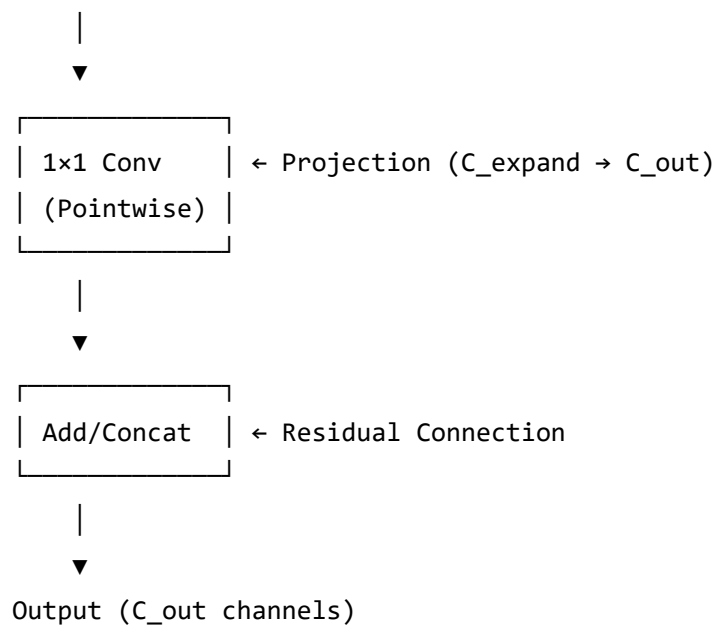 1×1 Conv ← Projection (C_expand → C_out)
(Pointwise)
Add/Concat ← Residual Connection
Output (C_out channels)